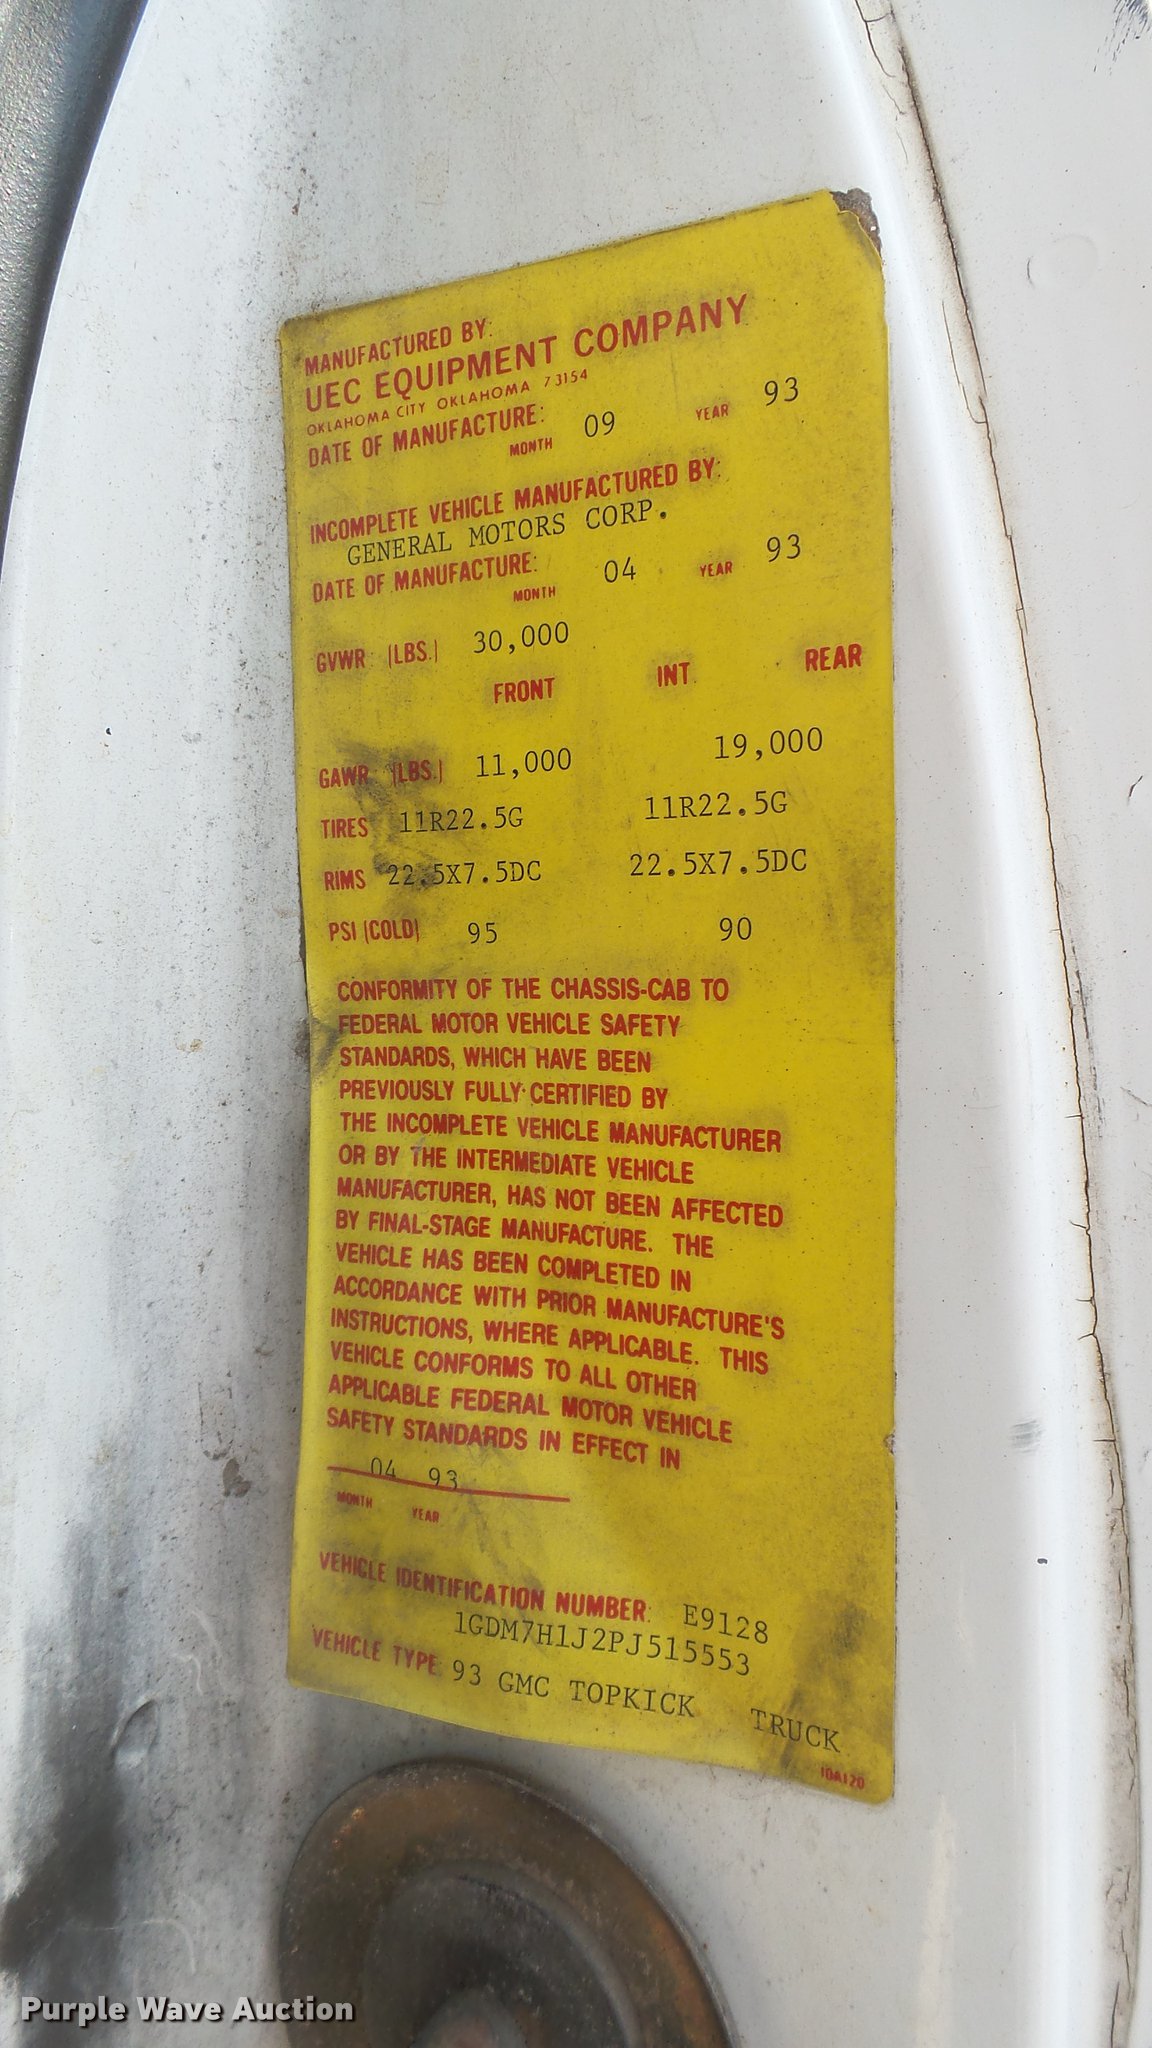 MANUFACTURED BY:
UEC EQUIPMENT COMPANY
OKLAHOMA CITY OKLAHOMA 73154
DATE OF MANUFACTURE: 09 93
MONTH YEAR
INCOMPLETE VEHICLE MANUFACTURED BY:
GENERAL MOTORS CORP.
DATE OF MANUFACTURE: 04 93
MONTH YEAR
GVWR (LBS.) 30,000
FRONT INT. REAR
GAWR (LBS.) 11,000 19,000
TIRES 11R22.5G 11R22.5G
RIMS 22.5X7.5DC 22.5X7.5DC
PSI (COLD) 95 90
CONFORMITY OF THE CHASSIS-CAB TO
FEDERAL MOTOR VEHICLE SAFETY
STANDARDS, WHICH HAVE BEEN
PREVIOUSLY FULLY CERTIFIED BY
THE INCOMPLETE VEHICLE MANUFACTURER
OR BY THE INTERMEDIATE VEHICLE
MANUFACTURER, HAS NOT BEEN AFFECTED
BY FINAL-STAGE MANUFACTURE. THE
VEHICLE HAS BEEN COMPLETED IN
ACCORDANCE WITH PRIOR MANUFACTURE'S
INSTRUCTIONS, WHERE APPLICABLE. THIS
VEHICLE CONFORMS TO ALL OTHER
APPLICABLE FEDERAL MOTOR VEHICLE
SAFETY STANDARDS IN EFFECT IN
04 93
MONTH YEAR
VEHICLE IDENTIFICATION NUMBER: E9128
1GDM7H1J2PJ515553
VEHICLE TYPE: 93 GMC TOPKICK TRUCK
10A120
Purple Wave Auction